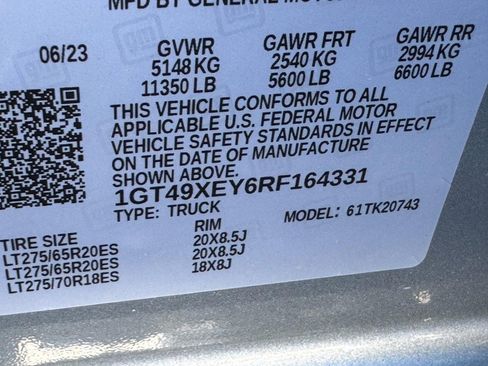 MFD BY GENERAL MOTOR
06/23 GVWR GAWR FRT GAWR RR
5148 KG 2540 KG 2994 KG
11350 LB 5600 LB 6600 LB
THIS VEHICLE CONFORMS TO ALL
APPLICABLE U.S. FEDERAL MOTOR
VEHICLE SAFETY STANDARDS IN EFFECT
ON THE DATE OF MANUFACTURE
SHOWN ABOVE.
1GT49XEY6RF164331
TYPE: TRUCK MODEL: 61TK20743
TIRE SIZE RIM
LT275/65R20ES 20X8.5J
LT275/65R20ES 20X8.5J
LT275/70R18ES 18X8J